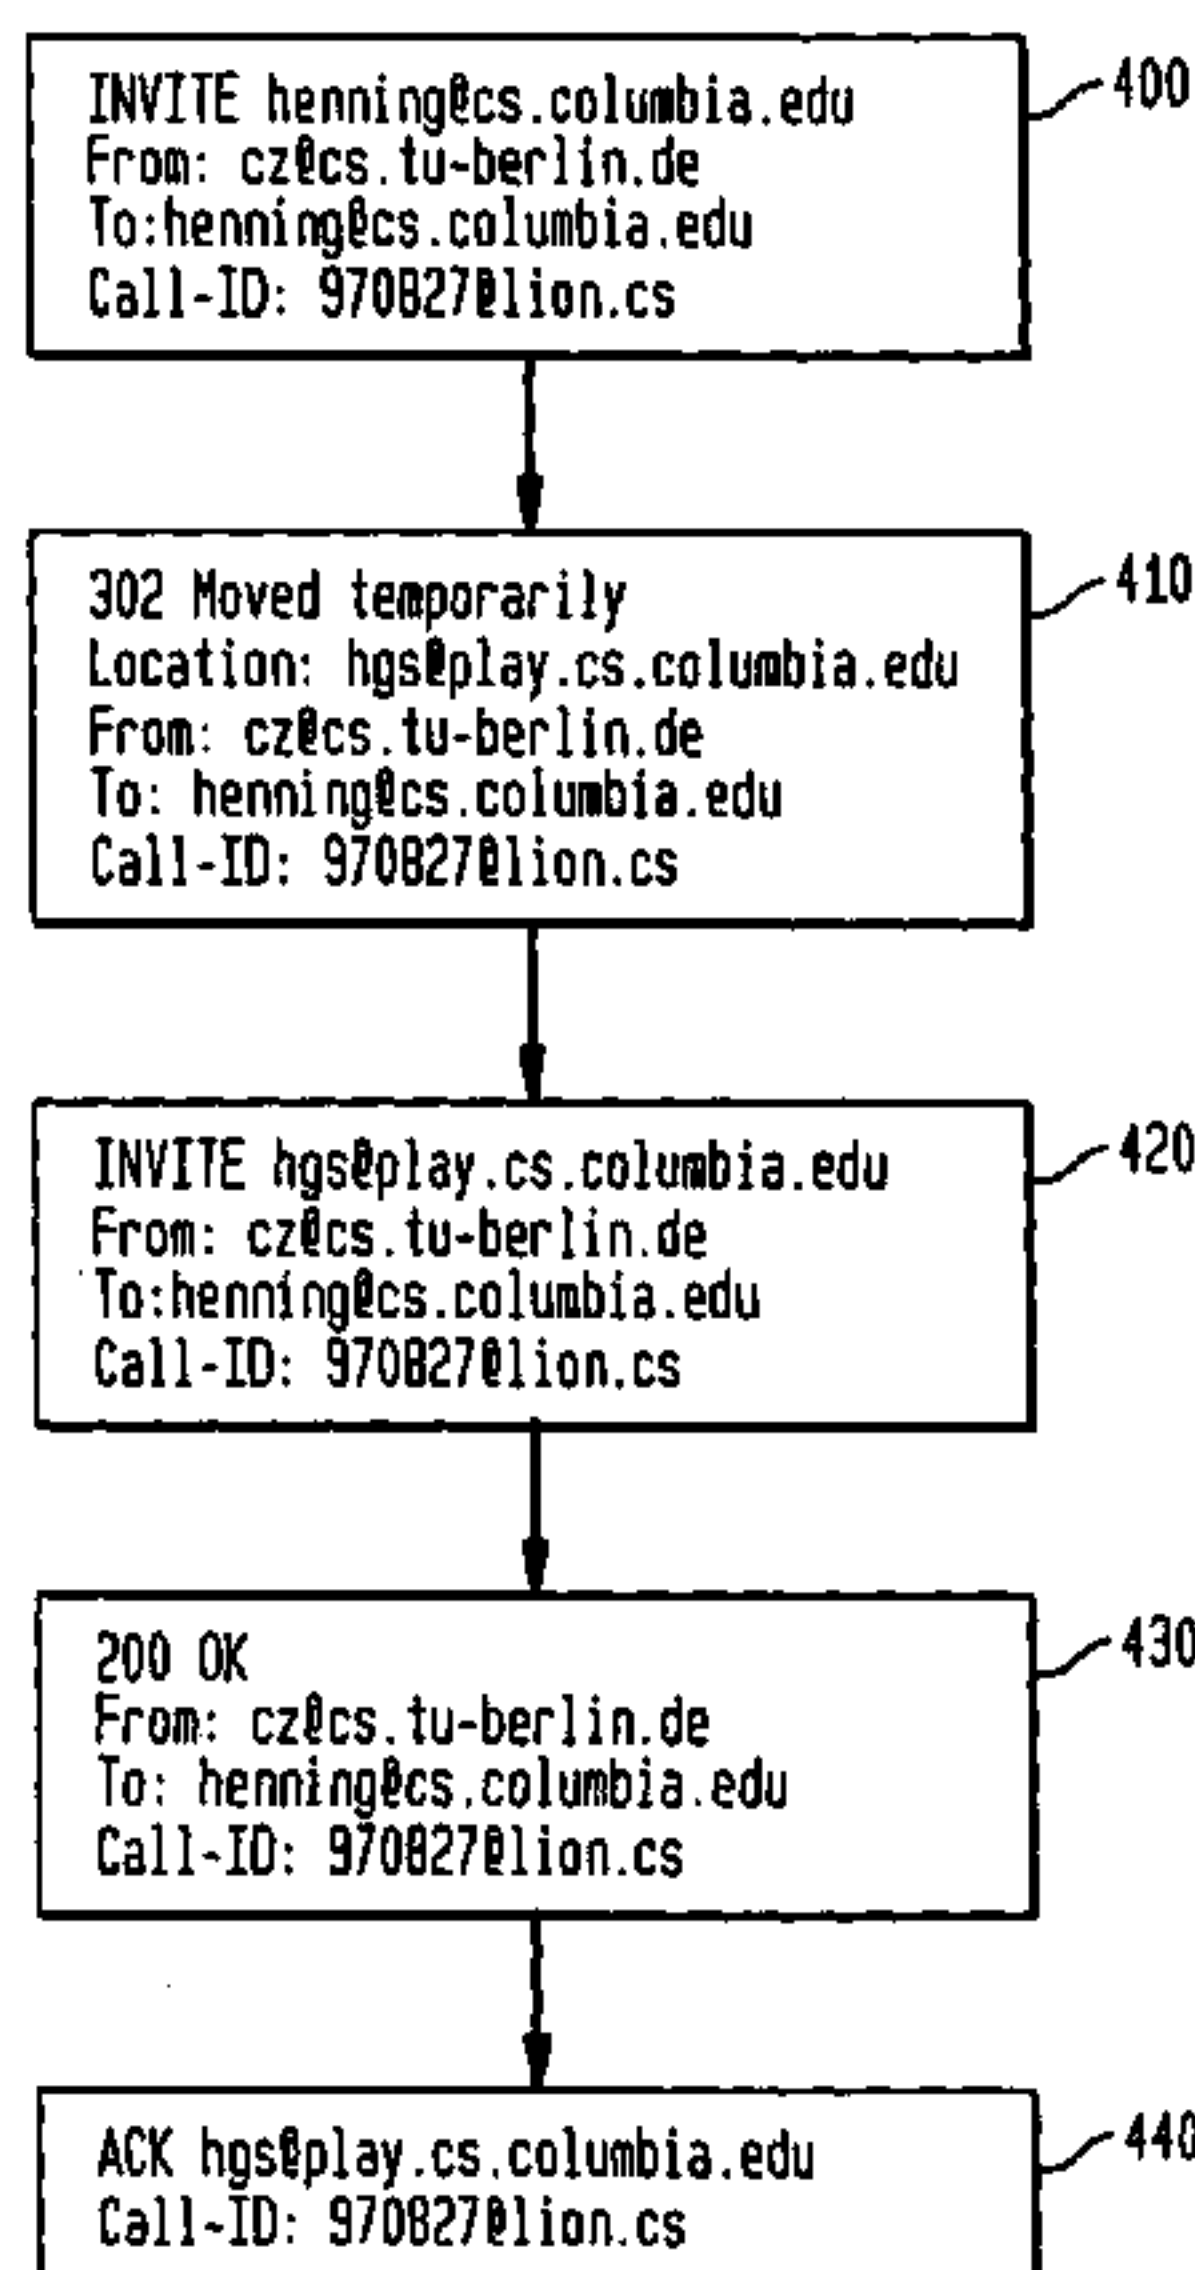 INVITE henning@cs.columbia.edu
400
From: cz@cs.tu-berlin.de
To:henning@cs.columbia.edu
Call-ID: 970827@lion.cs
302 Moved temporarily
410
Location: hgs@play.cs.columbia.edu
From: cz@cs.tu-berlin.de
To: henning@cs.columbia.edu
Call-ID: 970827@lion.cs
INVITE hgs@play.cs.columbia.edu
420
From: cz@cs.tu-berlin.de
To:henning@cs.columbia.edu
Call-ID: 970827@lion.cs
200 OK
430
From: cz@cs.tu-berlin.de
To: henning@cs.columbia.edu
Call-ID: 970827@lion.cs
ACK hgs@play.cs.columbia.edu
440
Call-ID: 970827@lion.cs